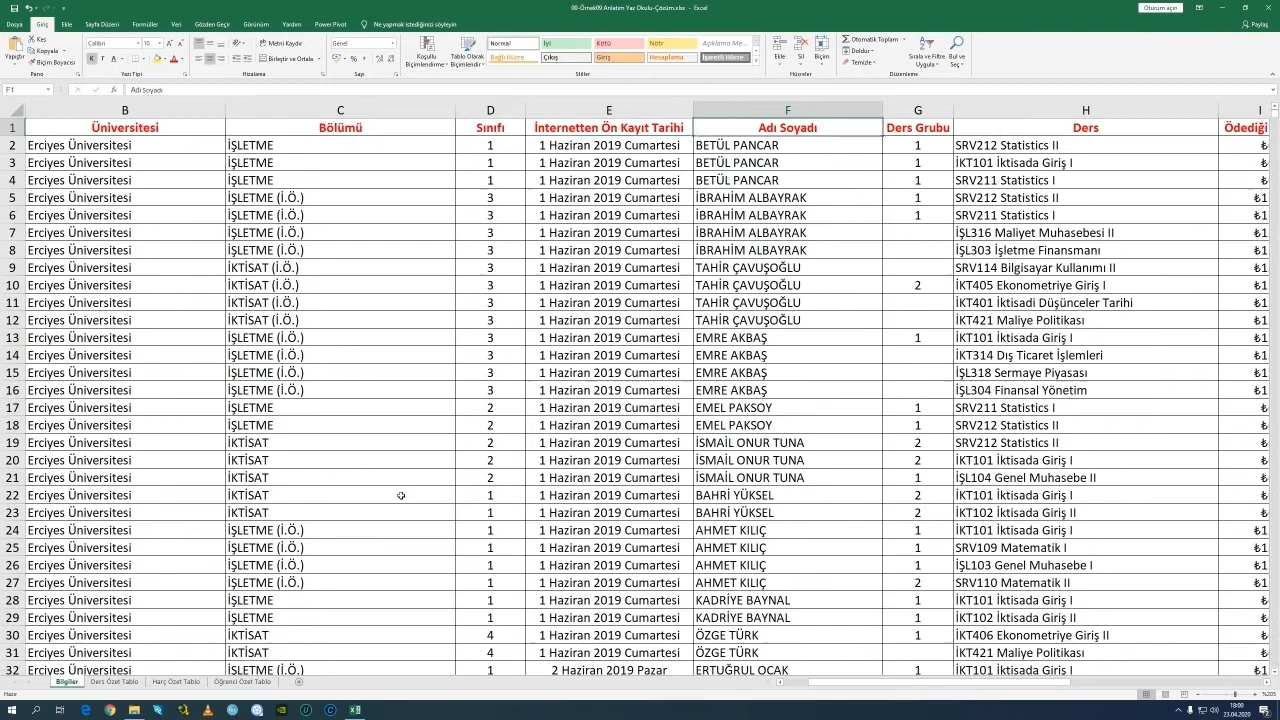 00-Örnek09 Anlatım Yaz Okulu-Çözüm.xlsx - Excel
Oturum açın
Dosya Giriş Ekle Sayfa Düzeni Formüller Veri Gözden Geçir Görünüm Yardım Power Pivot Ne yapmak istediğinizi söyleyin Paylaş
Yapıştır Kes Kopyala Biçim Boyacısı
Calibri 10
Metni Kaydır
Birleştir ve Ortala
Genel
Koşullu Biçimlendirme Tablo Olarak Biçimlendir
Normal İyi Kötü Nötr Açıklama Me...
Bağlı Hücre Çıkış Giriş Hesaplama İşaretli Hücre
Ekle Sil Biçim
Otomatik Toplam
Doldur
Temizle
Sırala ve Filtre Uygula Bul ve Seç
Pano Yazı Tipi Hizalama Sayı Stiller Hücreler Düzenleme
F1 Adı Soyadı
B C D E F G H I
1 Üniversitesi Bölümü Sınıfı İnternetten Ön Kayıt Tarihi Adı Soyadı Ders Grubu Ders Ödediği
2 Erciyes Üniversitesi İŞLETME 1 1 Haziran 2019 Cumartesi BETÜL PANCAR 1 SRV212 Statistics II ₺
3 Erciyes Üniversitesi İŞLETME 1 1 Haziran 2019 Cumartesi BETÜL PANCAR 1 İKT101 İktisada Giriş I ₺
4 Erciyes Üniversitesi İŞLETME 1 1 Haziran 2019 Cumartesi BETÜL PANCAR 1 SRV211 Statistics I ₺
5 Erciyes Üniversitesi İŞLETME (İ.Ö.) 3 1 Haziran 2019 Cumartesi İBRAHİM ALBAYRAK 1 SRV212 Statistics II ₺1
6 Erciyes Üniversitesi İŞLETME (İ.Ö.) 3 1 Haziran 2019 Cumartesi İBRAHİM ALBAYRAK 1 SRV211 Statistics I ₺1
7 Erciyes Üniversitesi İŞLETME (İ.Ö.) 3 1 Haziran 2019 Cumartesi İBRAHİM ALBAYRAK İŞL316 Maliyet Muhasebesi II ₺1
8 Erciyes Üniversitesi İŞLETME (İ.Ö.) 3 1 Haziran 2019 Cumartesi İBRAHİM ALBAYRAK İŞL303 İşletme Finansmanı ₺1
9 Erciyes Üniversitesi İKTİSAT (İ.Ö.) 3 1 Haziran 2019 Cumartesi TAHİR ÇAVUŞOĞLU SRV114 Bilgisayar Kullanımı II ₺1
10 Erciyes Üniversitesi İKTİSAT (İ.Ö.) 3 1 Haziran 2019 Cumartesi TAHİR ÇAVUŞOĞLU 2 İKT405 Ekonometriye Giriş I ₺1
11 Erciyes Üniversitesi İKTİSAT (İ.Ö.) 3 1 Haziran 2019 Cumartesi TAHİR ÇAVUŞOĞLU İKT401 İktisadi Düşünceler Tarihi ₺1
12 Erciyes Üniversitesi İKTİSAT (İ.Ö.) 3 1 Haziran 2019 Cumartesi TAHİR ÇAVUŞOĞLU İKT421 Maliye Politikası ₺1
13 Erciyes Üniversitesi İŞLETME (İ.Ö.) 3 1 Haziran 2019 Cumartesi EMRE AKBAŞ 1 İKT101 İktisada Giriş I ₺1
14 Erciyes Üniversitesi İŞLETME (İ.Ö.) 3 1 Haziran 2019 Cumartesi EMRE AKBAŞ İKT314 Dış Ticaret İşlemleri ₺1
15 Erciyes Üniversitesi İŞLETME (İ.Ö.) 3 1 Haziran 2019 Cumartesi EMRE AKBAŞ İŞL318 Sermaye Piyasası ₺1
16 Erciyes Üniversitesi İŞLETME (İ.Ö.) 3 1 Haziran 2019 Cumartesi EMRE AKBAŞ İŞL304 Finansal Yönetim ₺1
17 Erciyes Üniversitesi İŞLETME 2 1 Haziran 2019 Cumartesi EMEL PAKSOY 1 SRV211 Statistics I ₺
18 Erciyes Üniversitesi İŞLETME 2 1 Haziran 2019 Cumartesi EMEL PAKSOY 1 SRV212 Statistics II ₺
19 Erciyes Üniversitesi İKTİSAT 2 1 Haziran 2019 Cumartesi İSMAİL ONUR TUNA 2 SRV212 Statistics II ₺
20 Erciyes Üniversitesi İKTİSAT 2 1 Haziran 2019 Cumartesi İSMAİL ONUR TUNA 2 İKT101 İktisada Giriş I ₺
21 Erciyes Üniversitesi İKTİSAT 2 1 Haziran 2019 Cumartesi İSMAİL ONUR TUNA 1 İŞL104 Genel Muhasebe II ₺
22 Erciyes Üniversitesi İKTİSAT 1 1 Haziran 2019 Cumartesi BAHRİ YÜKSEL 2 İKT101 İktisada Giriş I ₺
23 Erciyes Üniversitesi İKTİSAT 1 1 Haziran 2019 Cumartesi BAHRİ YÜKSEL 2 İKT102 İktisada Giriş II ₺
24 Erciyes Üniversitesi İŞLETME (İ.Ö.) 1 1 Haziran 2019 Cumartesi AHMET KILIÇ 1 İKT101 İktisada Giriş I ₺1
25 Erciyes Üniversitesi İŞLETME (İ.Ö.) 1 1 Haziran 2019 Cumartesi AHMET KILIÇ 1 SRV109 Matematik I ₺1
26 Erciyes Üniversitesi İŞLETME (İ.Ö.) 1 1 Haziran 2019 Cumartesi AHMET KILIÇ 1 İŞL103 Genel Muhasebe I ₺1
27 Erciyes Üniversitesi İŞLETME (İ.Ö.) 1 1 Haziran 2019 Cumartesi AHMET KILIÇ 2 SRV110 Matematik II ₺1
28 Erciyes Üniversitesi İŞLETME 1 1 Haziran 2019 Cumartesi KADRİYE BAYNAL 1 İKT101 İktisada Giriş I ₺
29 Erciyes Üniversitesi İŞLETME 1 1 Haziran 2019 Cumartesi KADRİYE BAYNAL 1 İKT102 İktisada Giriş II ₺
30 Erciyes Üniversitesi İKTİSAT 4 1 Haziran 2019 Cumartesi ÖZGE TÜRK 1 İKT406 Ekonometriye Giriş II ₺
31 Erciyes Üniversitesi İKTİSAT 4 1 Haziran 2019 Cumartesi ÖZGE TÜRK İKT421 Maliye Politikası ₺
32 Erciyes Üniversitesi İŞLETME (İ.Ö.) 1 2 Haziran 2019 Pazar ERTUĞRUL OCAK 1 İKT101 İktisada Giriş I ₺1
Bilgiler Ders Özet Tablo Harç Özet Tablo Öğrenci Özet Tablo
Hazır %205
18:00
23.04.2020